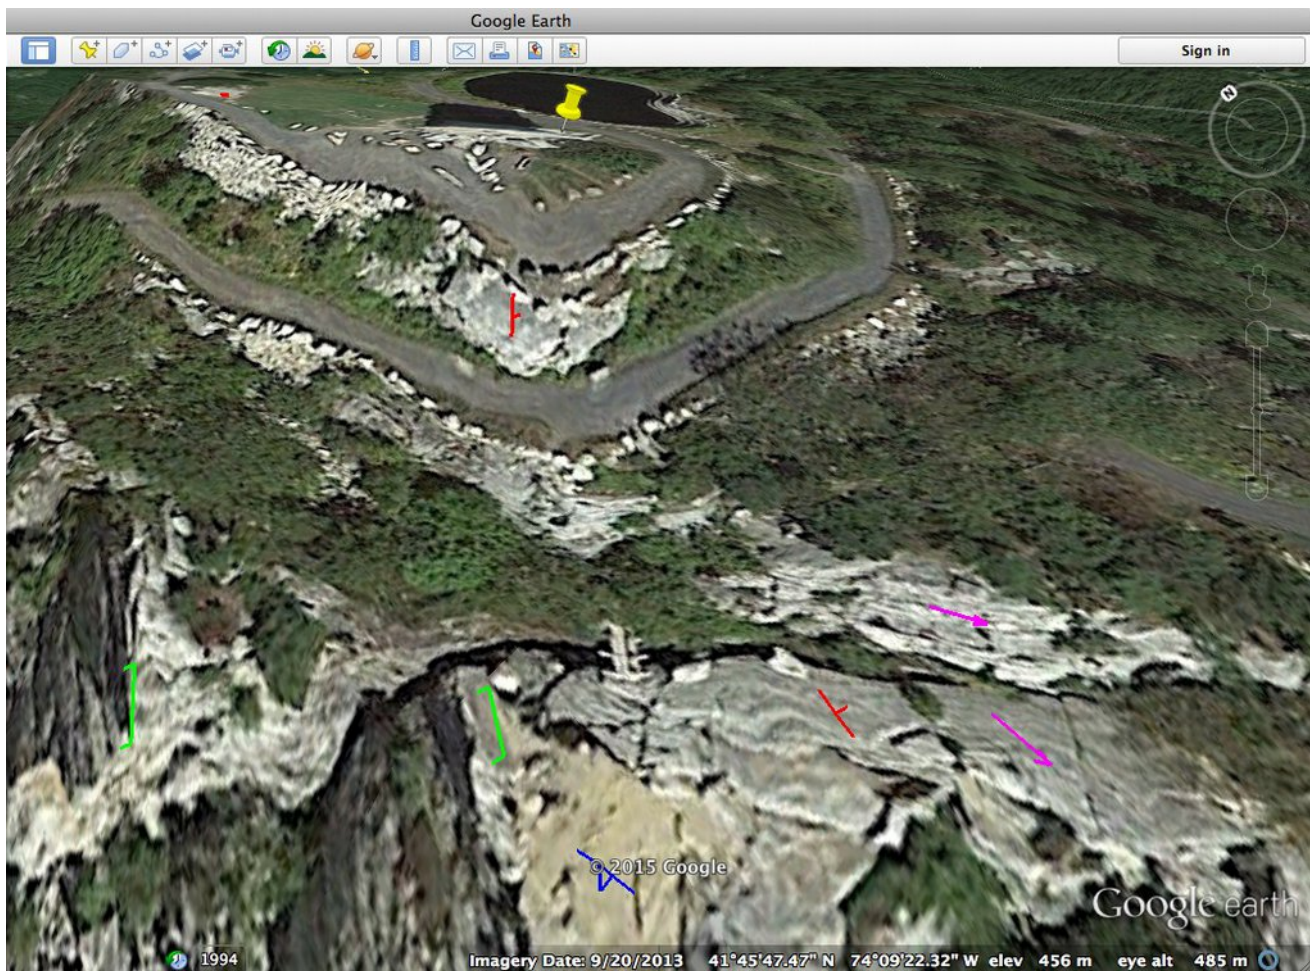 Google Earth
Sign in
N
© 2015 Google
Google earth
1994
Imagery Date: 9/20/2013 41°45'47.47" N 74°09'22.32" W elev 456 m eye alt 485 m